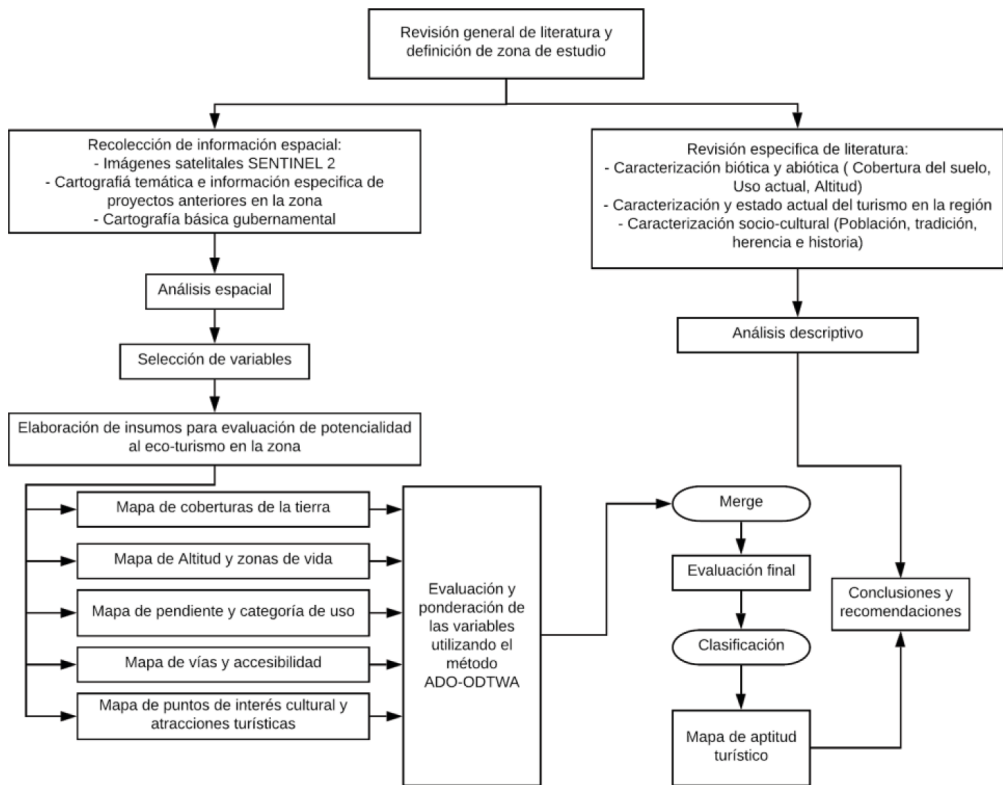 Revisión general de literatura y
definición de zona de estudio
Recolección de información espacial:
- Imágenes satelitales SENTINEL 2
- Cartografiá temática e información especifica de
proyectos anteriores en la zona
- Cartografía básica gubernamental
Revisión especifica de literatura:
- Caracterización biótica y abiótica ( Cobertura del suelo,
Uso actual, Altitud)
- Caracterización y estado actual del turismo en la región
- Caracterización socio-cultural (Población, tradición,
herencia e historia)
Análisis espacial
Análisis descriptivo
Selección de variables
Elaboración de insumos para evaluación de potencialidad
al eco-turismo en la zona
Mapa de coberturas de la tierra
Mapa de Altitud y zonas de vida
Mapa de pendiente y categoría de uso
Mapa de vías y accesibilidad
Mapa de puntos de interés cultural y
atracciones turísticas
Evaluación y
ponderación de
las variables
utilizando el
método
ADO-ODTWA
Merge
Evaluación final
Clasificación
Mapa de aptitud
turístico
Conclusiones y
recomendaciones